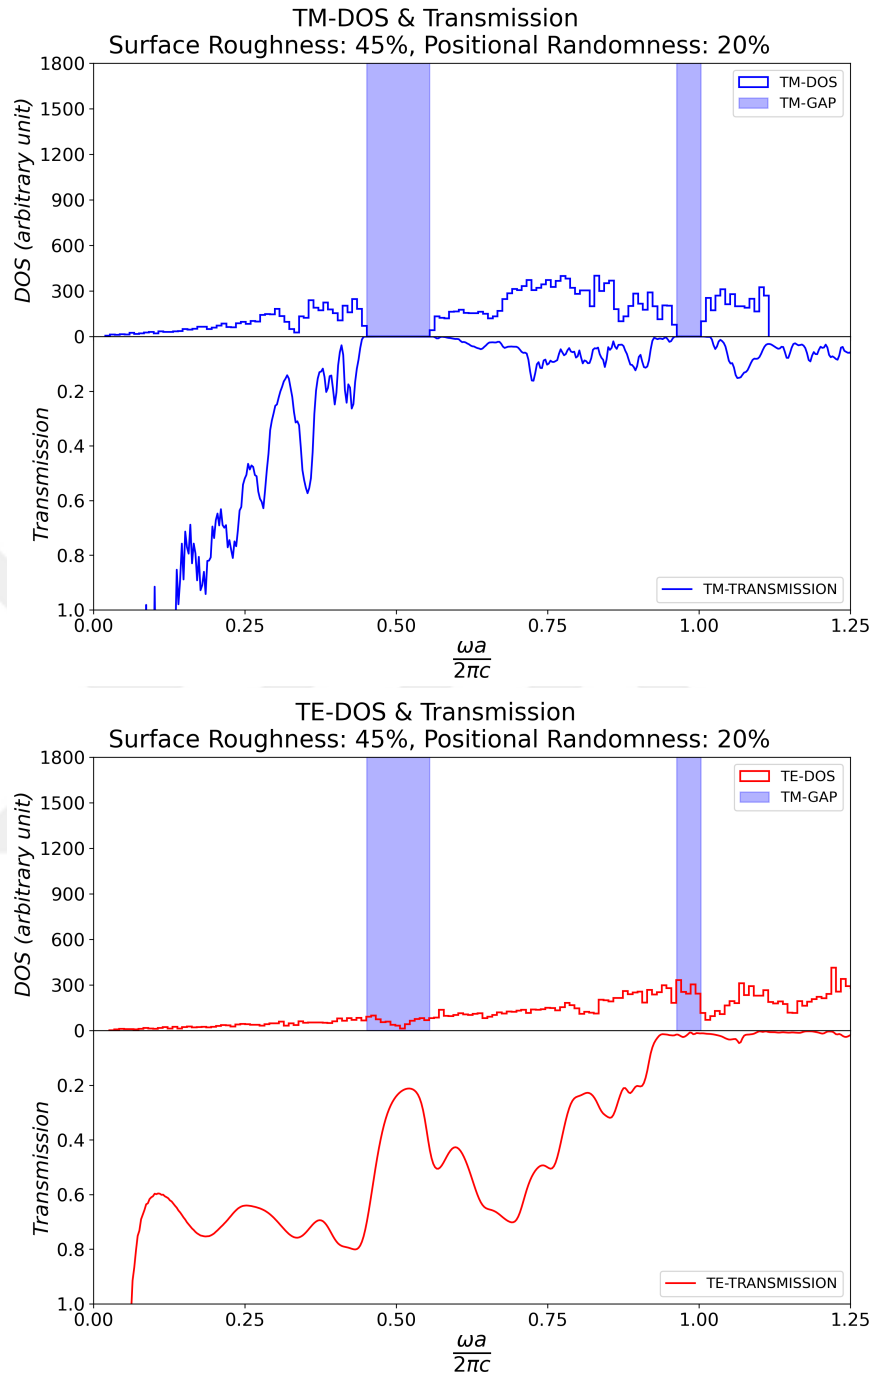 TM-DOS & Transmission
Surface Roughness: 45%, Positional Randomness: 20%
1800
1500
1200
900
600
300
0
0.2
0.4
0.6
0.8
1.0
DOS (arbitrary unit)
Transmission
TM-DOS
TM-GAP
TM-TRANSMISSION
0.00 0.25 0.50 0.75 1.00 1.25
ωa
2πc
TE-DOS & Transmission
Surface Roughness: 45%, Positional Randomness: 20%
1800
1500
1200
900
600
300
0
0.2
0.4
0.6
0.8
1.0
DOS (arbitrary unit)
Transmission
TE-DOS
TM-GAP
TE-TRANSMISSION
0.00 0.25 0.50 0.75 1.00 1.25
ωa
2πc